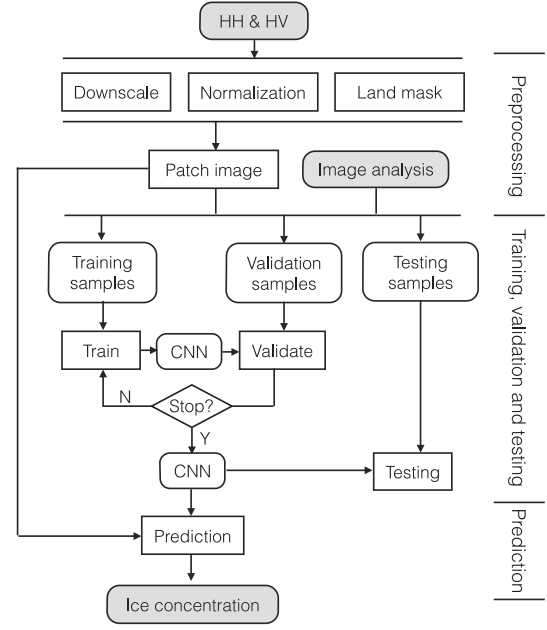 HH & HV
Downscale
Normalization
Land mask
Preprocessing
Patch image
Image analysis
Training
samples
Validation
samples
Testing
samples
Training, validation and testing
Train
CNN
Validate
N
Stop?
Y
CNN
Testing
Prediction
Prediction
Ice concentration